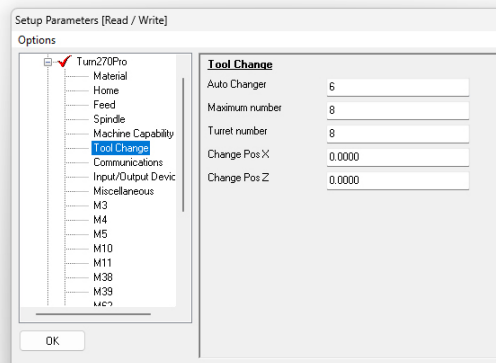 Setup Parameters [Read / Write]
Options
Turn270Pro
Material
Home
Feed
Spindle
Machine Capability
Tool Change
Communications
Input/Output Devic
Miscellaneous
M3
M4
M5
M10
M11
M38
M39
M62
OK
Tool Change
Auto Changer 6
Maximum number 8
Turret number 8
Change Pos X 0.0000
Change Pos Z 0.0000